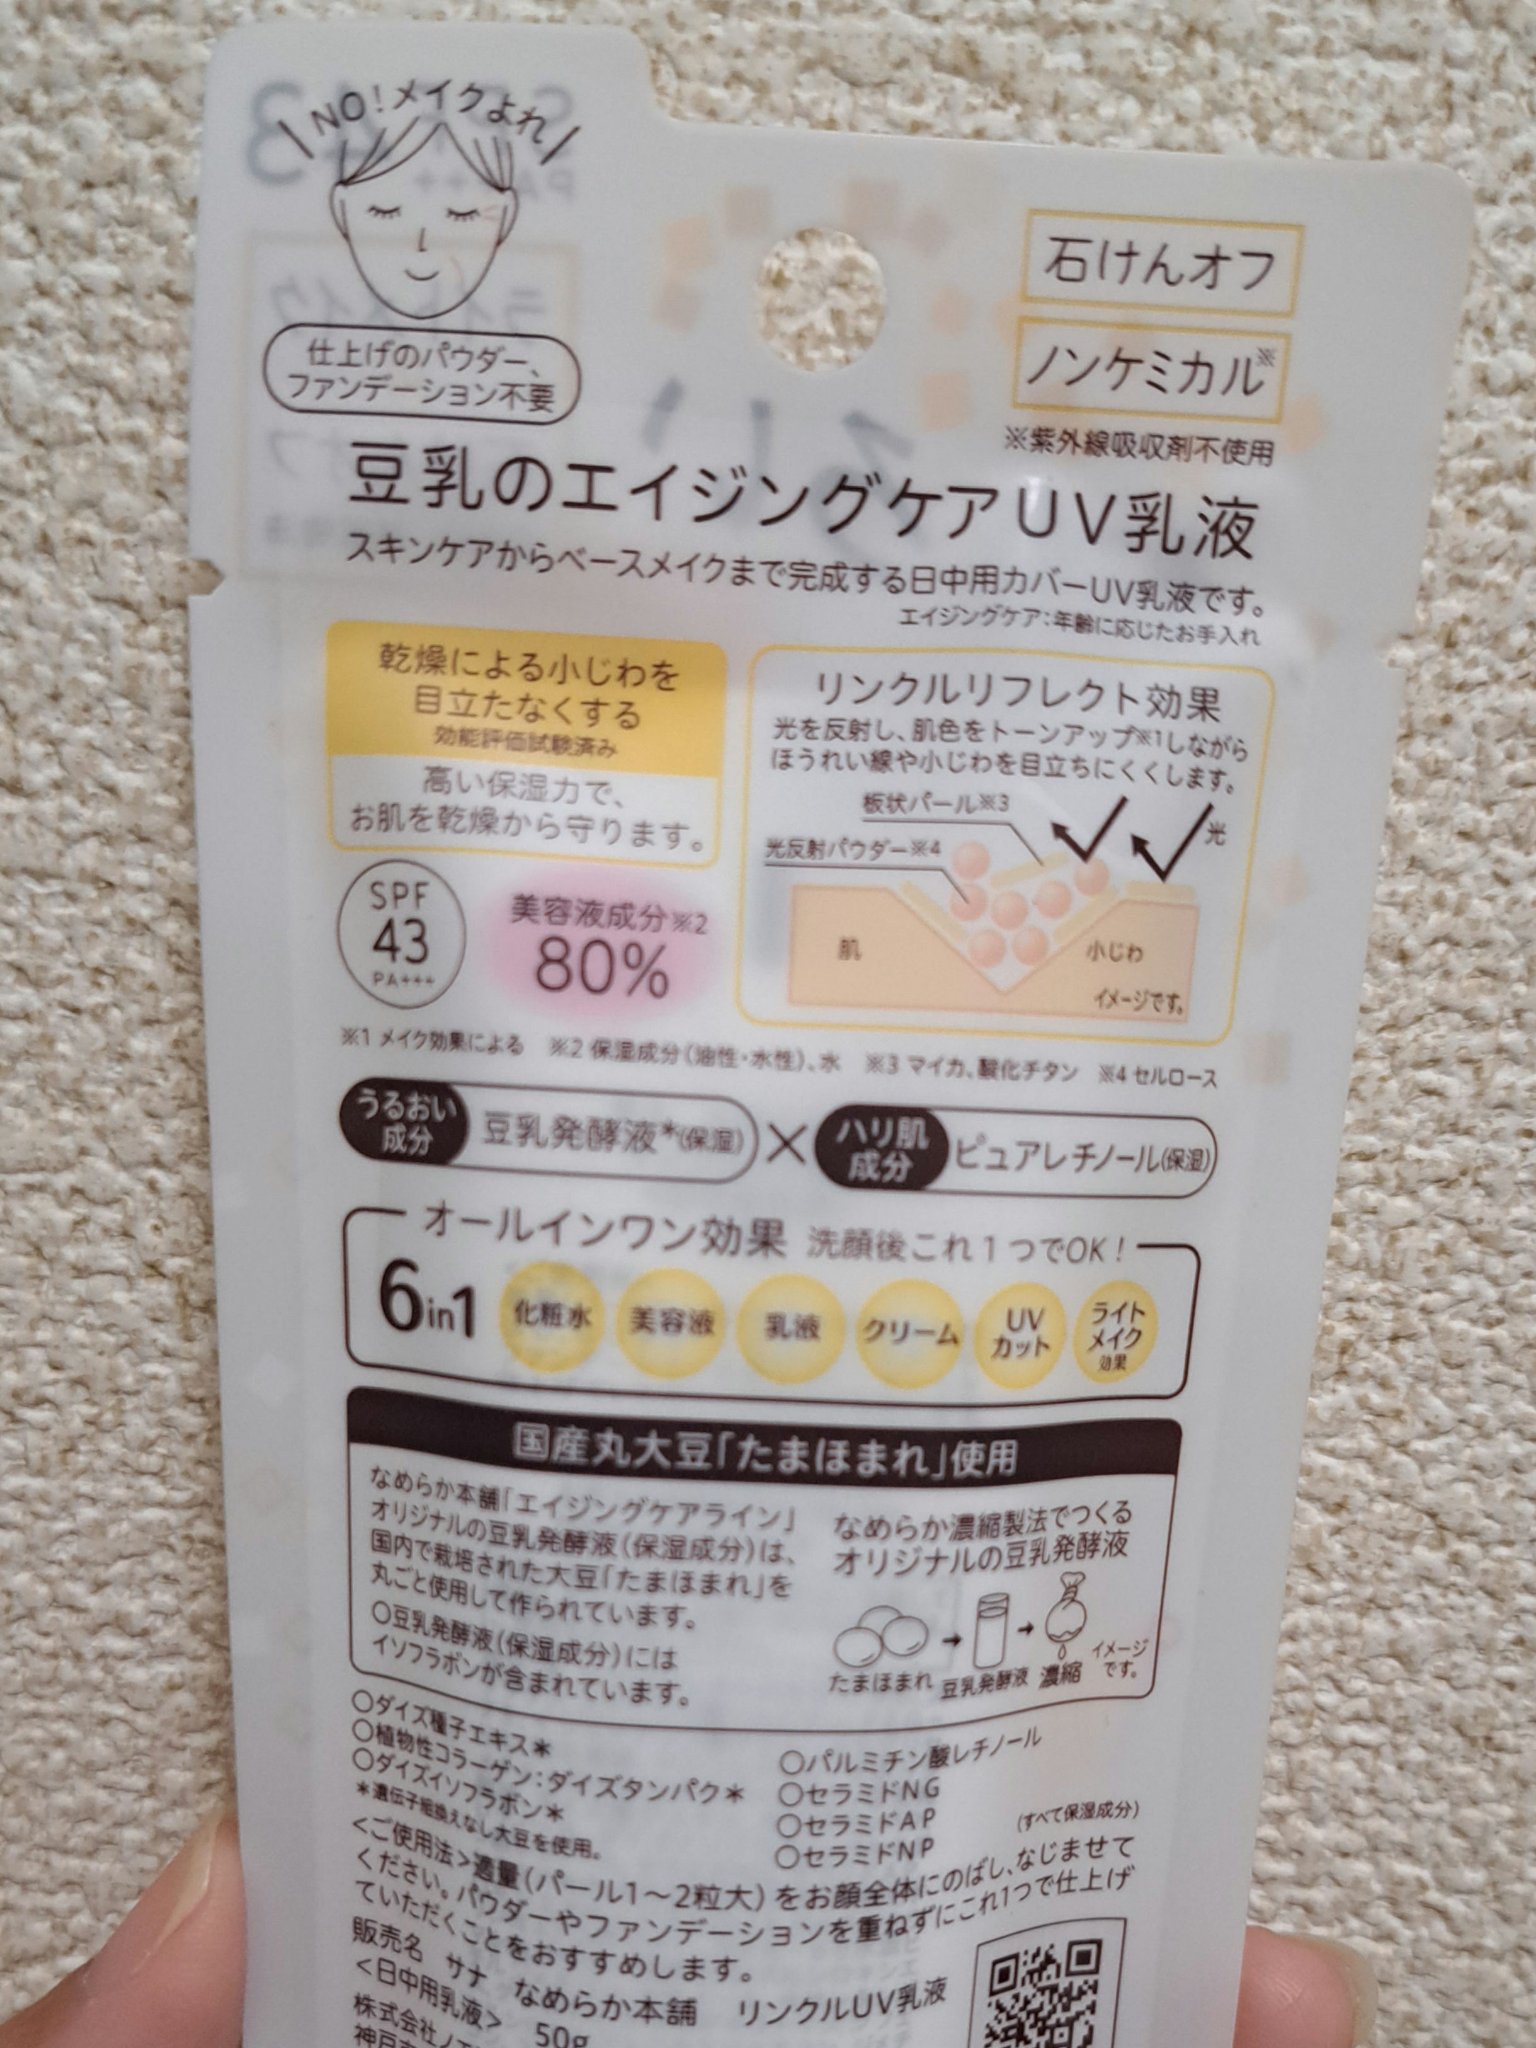 NO!メイクよれ
仕上げのパウダー、
ファンデーション不要
石けんオフ
ノンケミカル※
※紫外線吸収剤不使用
豆乳のエイジングケアUV乳液
スキンケアからベースメイクまで完成する日中用カバーUV乳液です。
エイジングケア:年齢に応じたお手入れ
乾燥による小じわを
目立たなくする
効能評価試験済み
高い保湿力で、
お肌を乾燥から守ります。
SPF
43
PA+++
美容液成分※2
80%
リンクルリフレクト効果
光を反射し、肌色をトーンアップ※1しながら
ほうれい線や小じわを目立ちにくくします。
板状パール※3
光反射パウダー※4
光
肌
小じわ
イメージです。
※1 メイク効果による ※2 保湿成分(油性・水性)、水 ※3 マイカ、酸化チタン ※4 セルロース
うるおい
成分
豆乳発酵液*(保湿)
×
ハリ肌
成分
ピュアレチノール(保湿)
オールインワン効果 洗顔後これ1つでOK!
6in1
化粧水
美容液
乳液
クリーム
UV
カット
ライト
メイク
効果
国産丸大豆「たまほまれ」使用
なめらか本舗「エイジングケアライン」
オリジナルの豆乳発酵液(保湿成分)は、
国内で栽培された大豆「たまほまれ」を
丸ごと使用して作られています。
○豆乳発酵液(保湿成分)には
イソフラボンが含まれています。
なめらか濃縮製法でつくる
オリジナルの豆乳発酵液
たまほまれ
豆乳発酵液
濃縮
イメージ
です。
○ダイズ種子エキス*
○植物性コラーゲン:ダイズタンパク*
○ダイズイソフラボン*
*遺伝子組換えなし大豆を使用。
○パルミチン酸レチノール
○セラミドNG
○セラミドAP
○セラミドNP
(すべて保湿成分)
<ご使用法>適量(パール1〜2粒大)をお顔全体にのばし、なじませて
ください。パウダーやファンデーションを重ねずにこれ1つで仕上げ
ていただくことをおすすめします。
販売名 サナ なめらか本舗 リンクルUV乳液
<日中用乳液> 50g
株式会社ノエ
神戸